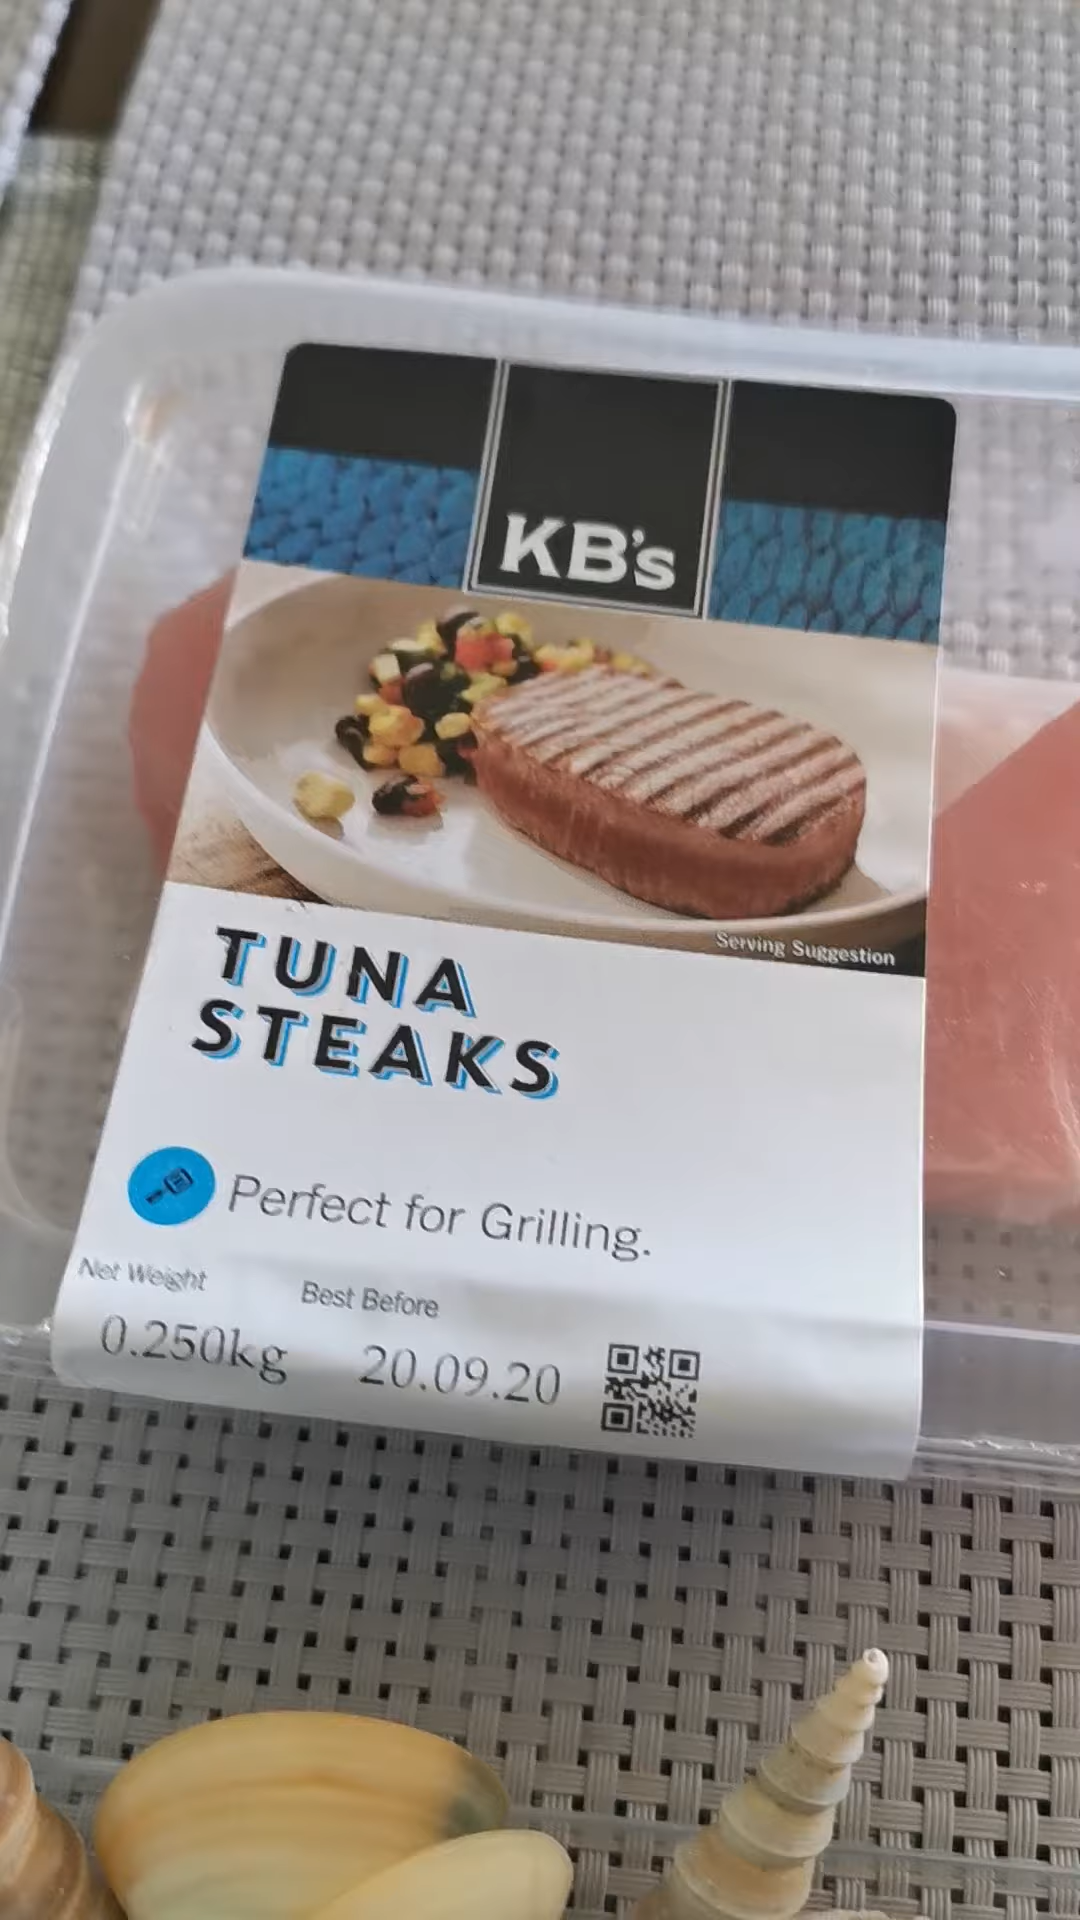 KB's
Serving Suggestion
TUNA
STEAKS
Perfect for Grilling.
Net Weight
Best Before
0.250kg
20.09.20